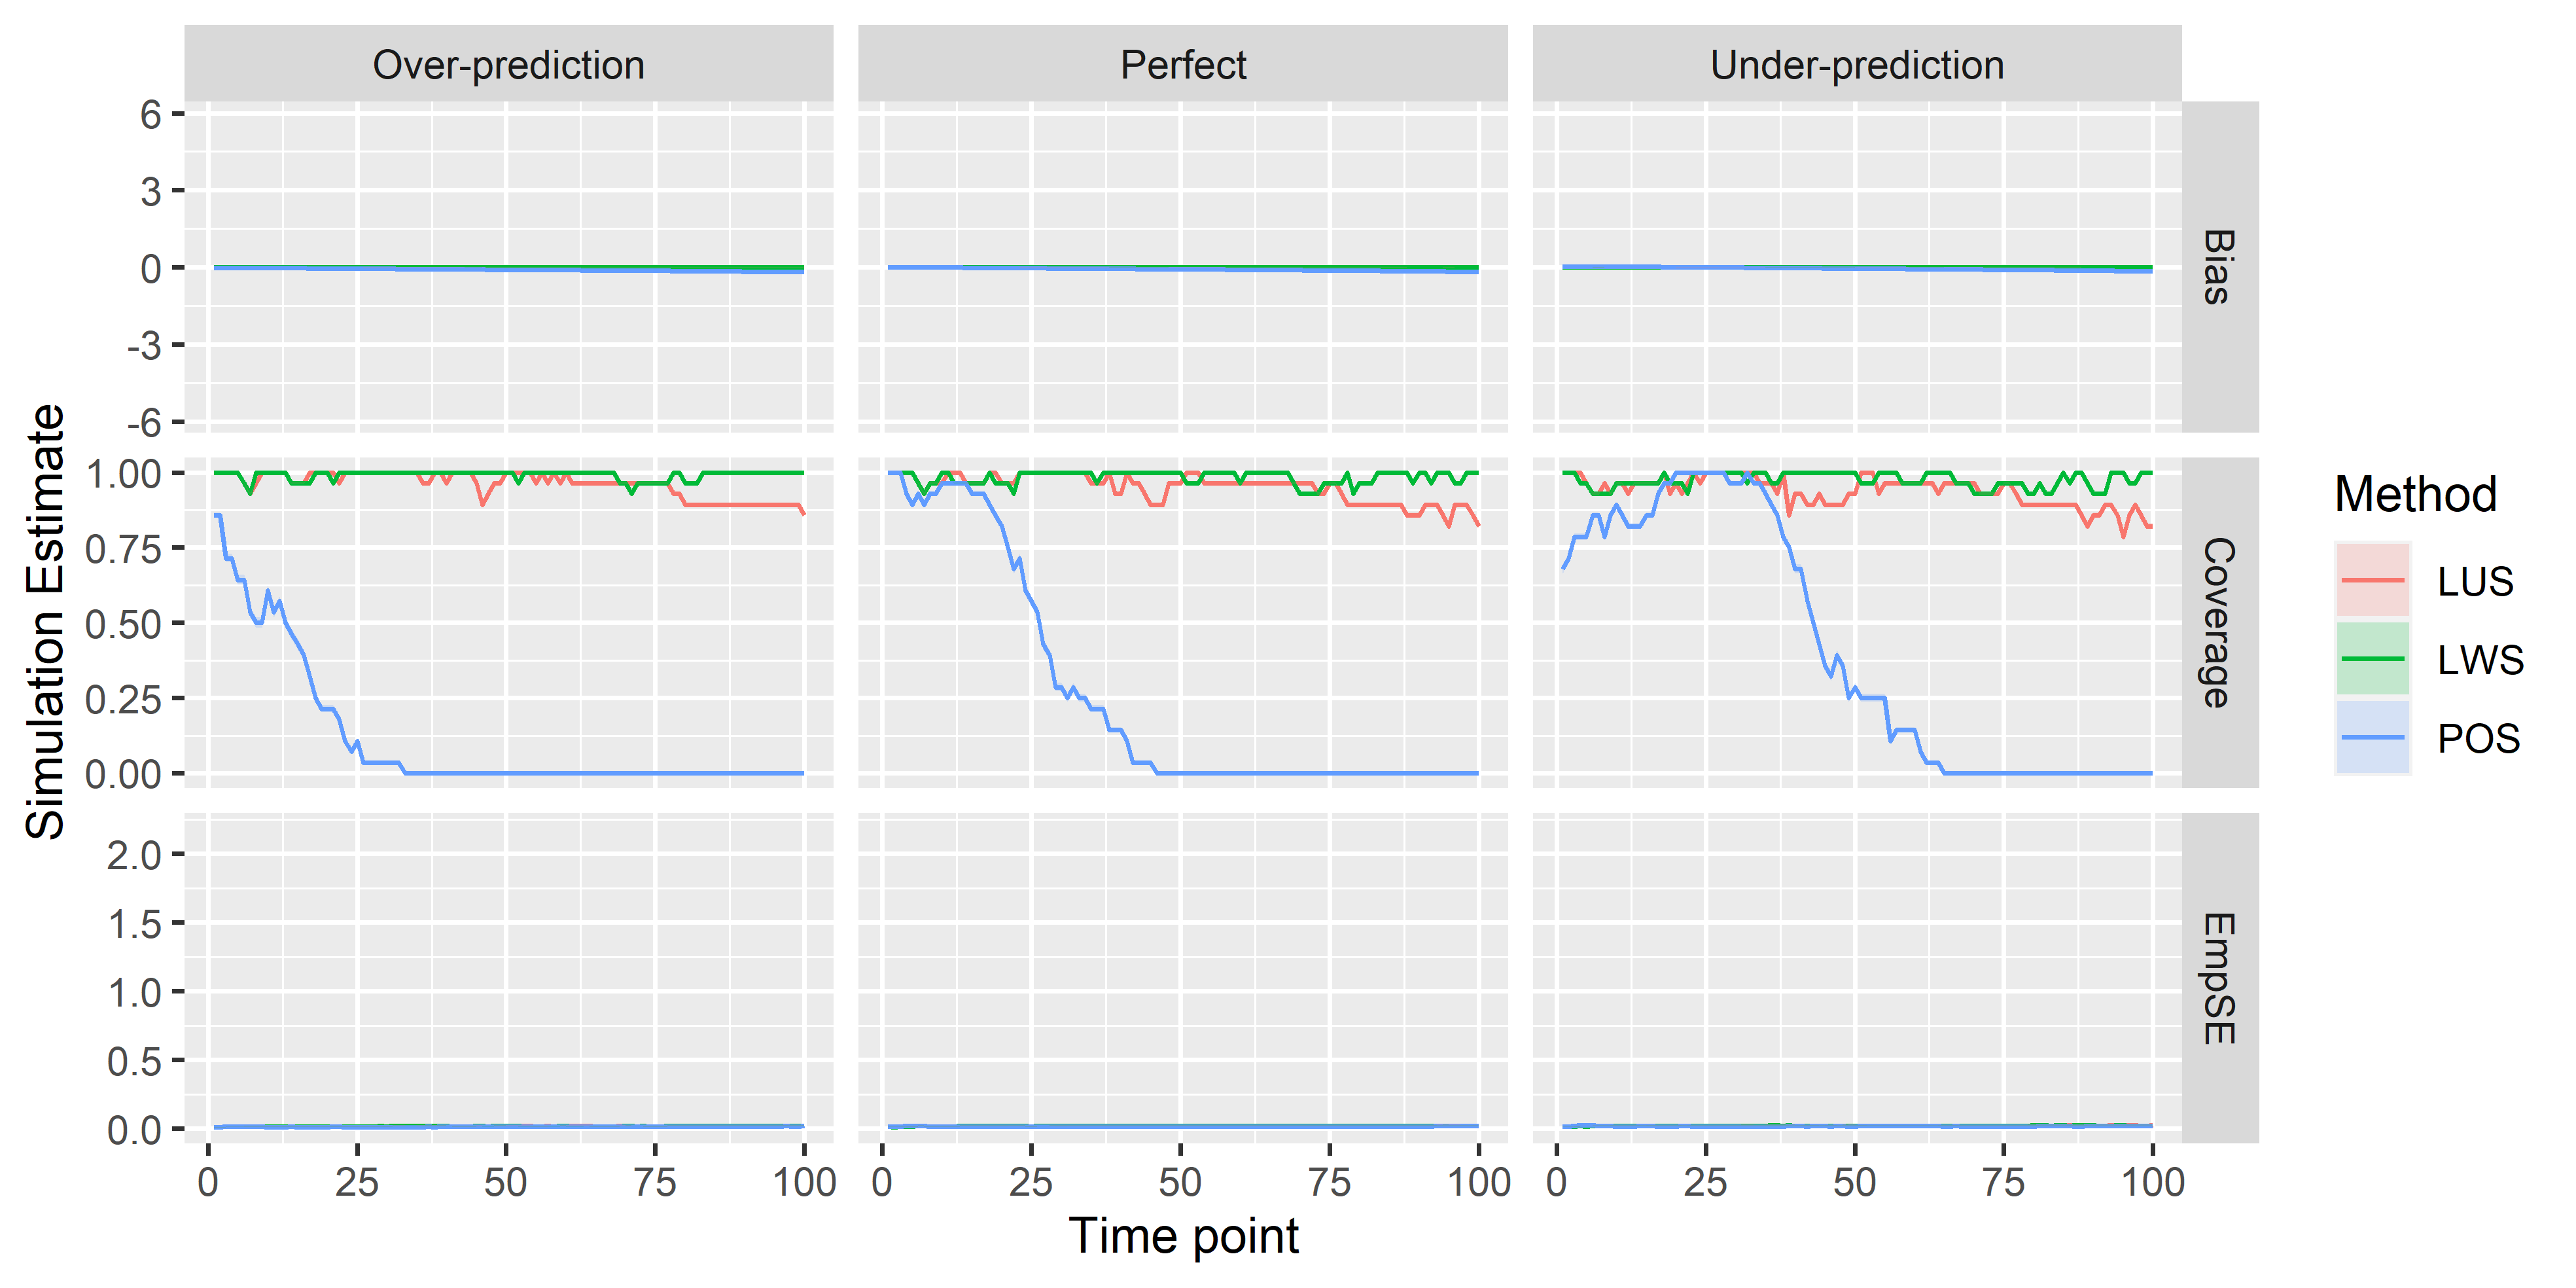 Over-prediction Perfect Under-prediction
6
3
0
-3
-6
Bias
1.00
0.75
0.50
0.25
0.00
Coverage
2.0
1.5
1.0
0.5
0.0
EmpSE
0 25 50 75 100 0 25 50 75 100 0 25 50 75 100
Time point
Simulation Estimate
Method
LUS
LWS
POS